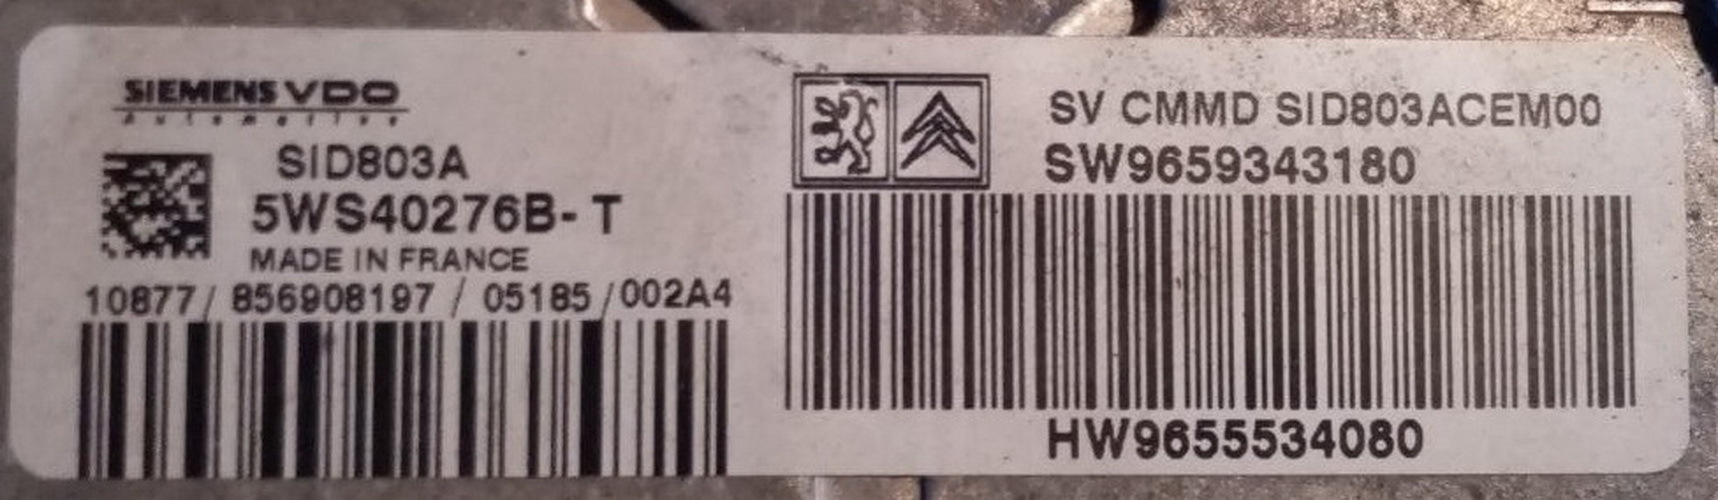 SIEMENS VDO
Automotive
SID803A
5WS40276B-T
MADE IN FRANCE
10877/856908197/05185/002A4
SV CMMD SID803ACEM00
SW9659343180
HW9655534080